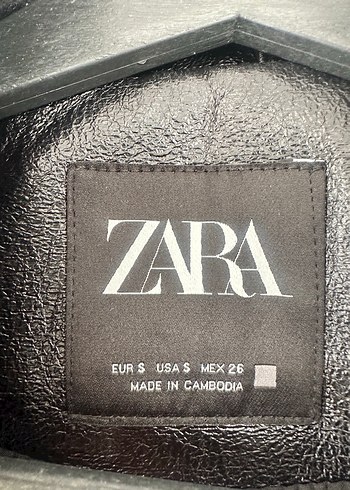 ZARA
EUR S USA S MEX 26
MADE IN CAMBODIA